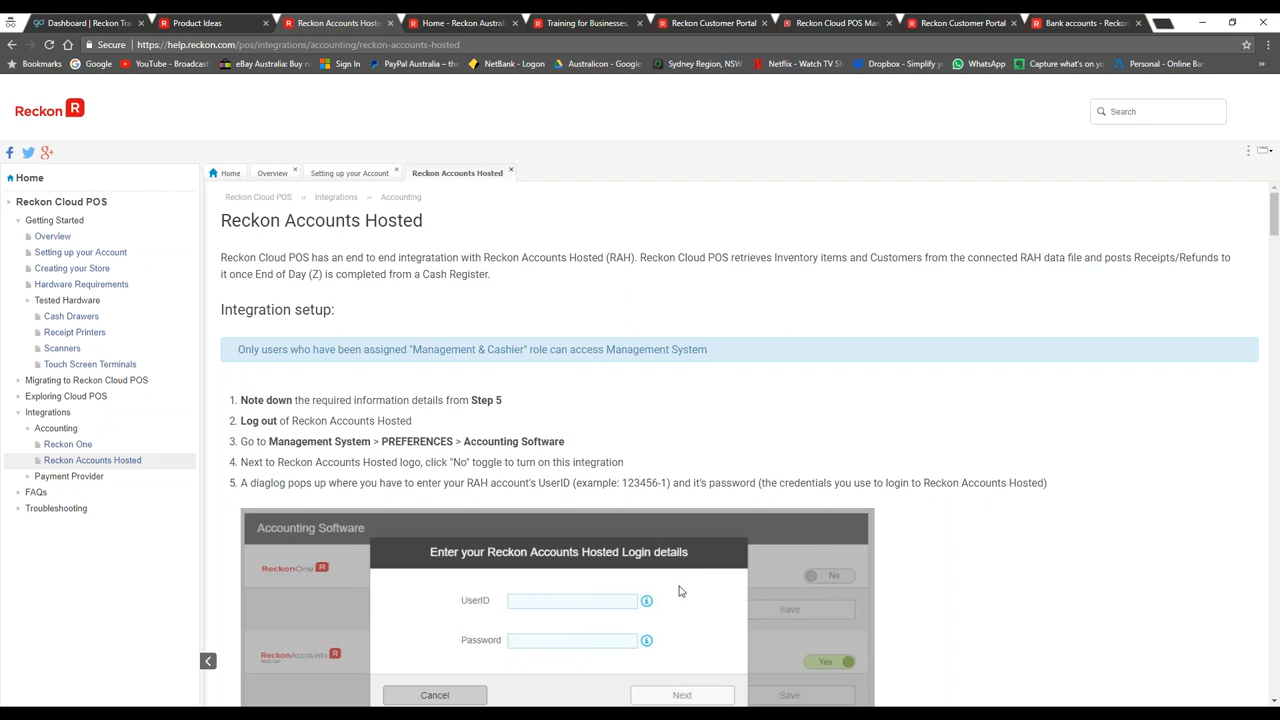 Dashboard | Reckon Tra
Product Ideas
Reckon Accounts Hoste
Home - Reckon Austral
Training for Businesses,
Reckon Customer Portal
Reckon Cloud POS Man
Reckon Customer Portal
Bank accounts - Recko
Secure
https://help.reckon.com/pos/integrations/accounting/reckon-accounts-hosted
Bookmarks
Google
YouTube - Broadcast
eBay Australia: Buy n
Sign In
PayPal Australia – the
NetBank - Logon
Australicon - Google
Sydney Region, NSW
Netflix - Watch TV Sh
Dropbox - Simplify yo
WhatsApp
Capture what's on yo
Personal - Online Ban
Reckon R
Search
Home
Home
Overview
Setting up your Account
Reckon Accounts Hosted
Reckon Cloud POS
Getting Started
Overview
Setting up your Account
Creating your Store
Hardware Requirements
Tested Hardware
Cash Drawers
Receipt Printers
Scanners
Touch Screen Terminals
Migrating to Reckon Cloud POS
Exploring Cloud POS
Integrations
Accounting
Reckon One
Reckon Accounts Hosted
Payment Provider
FAQs
Troubleshooting
Reckon Cloud POS ›› Integrations ›› Accounting
Reckon Accounts Hosted
Reckon Cloud POS has an end to end integratation with Reckon Accounts Hosted (RAH). Reckon Cloud POS retrieves Inventory items and Customers from the connected RAH data file and posts Receipts/Refunds to
it once End of Day (Z) is completed from a Cash Register.
Integration setup:
Only users who have been assigned "Management & Cashier" role can access Management System
1. Note down the required information details from Step 5
2. Log out of Reckon Accounts Hosted
3. Go to Management System > PREFERENCES > Accounting Software
4. Next to Reckon Accounts Hosted logo, click "No" toggle to turn on this integration
5. A diaglog pops up where you have to enter your RAH account's UserID (example: 123456-1) and it's password (the credentials you use to login to Reckon Accounts Hosted)
Accounting Software
Enter your Reckon Accounts Hosted Login details
ReckonOne R
No
UserID
Save
Password
ReckonAccounts R
HOSTED
Yes
Cancel
Next
Save